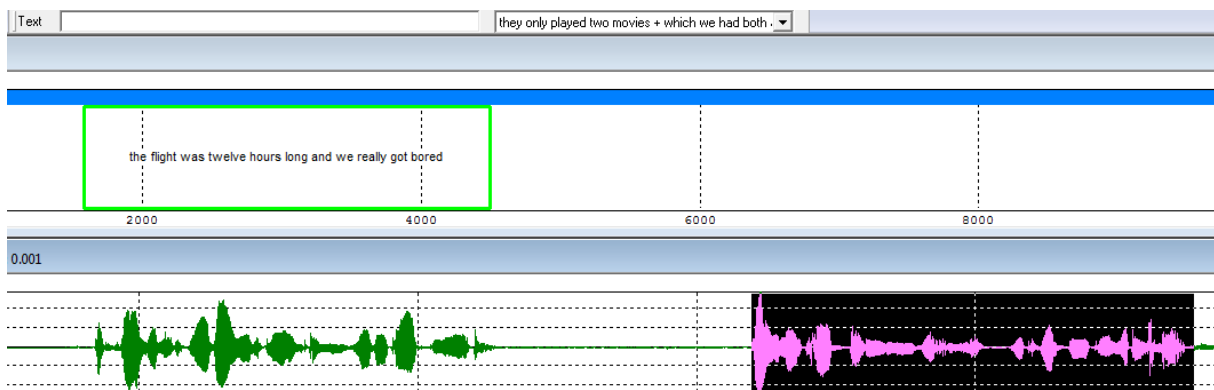 Text
they only played two movies + which we had both
the flight was twelve hours long and we really got bored
2000 4000 6000 8000
0.001